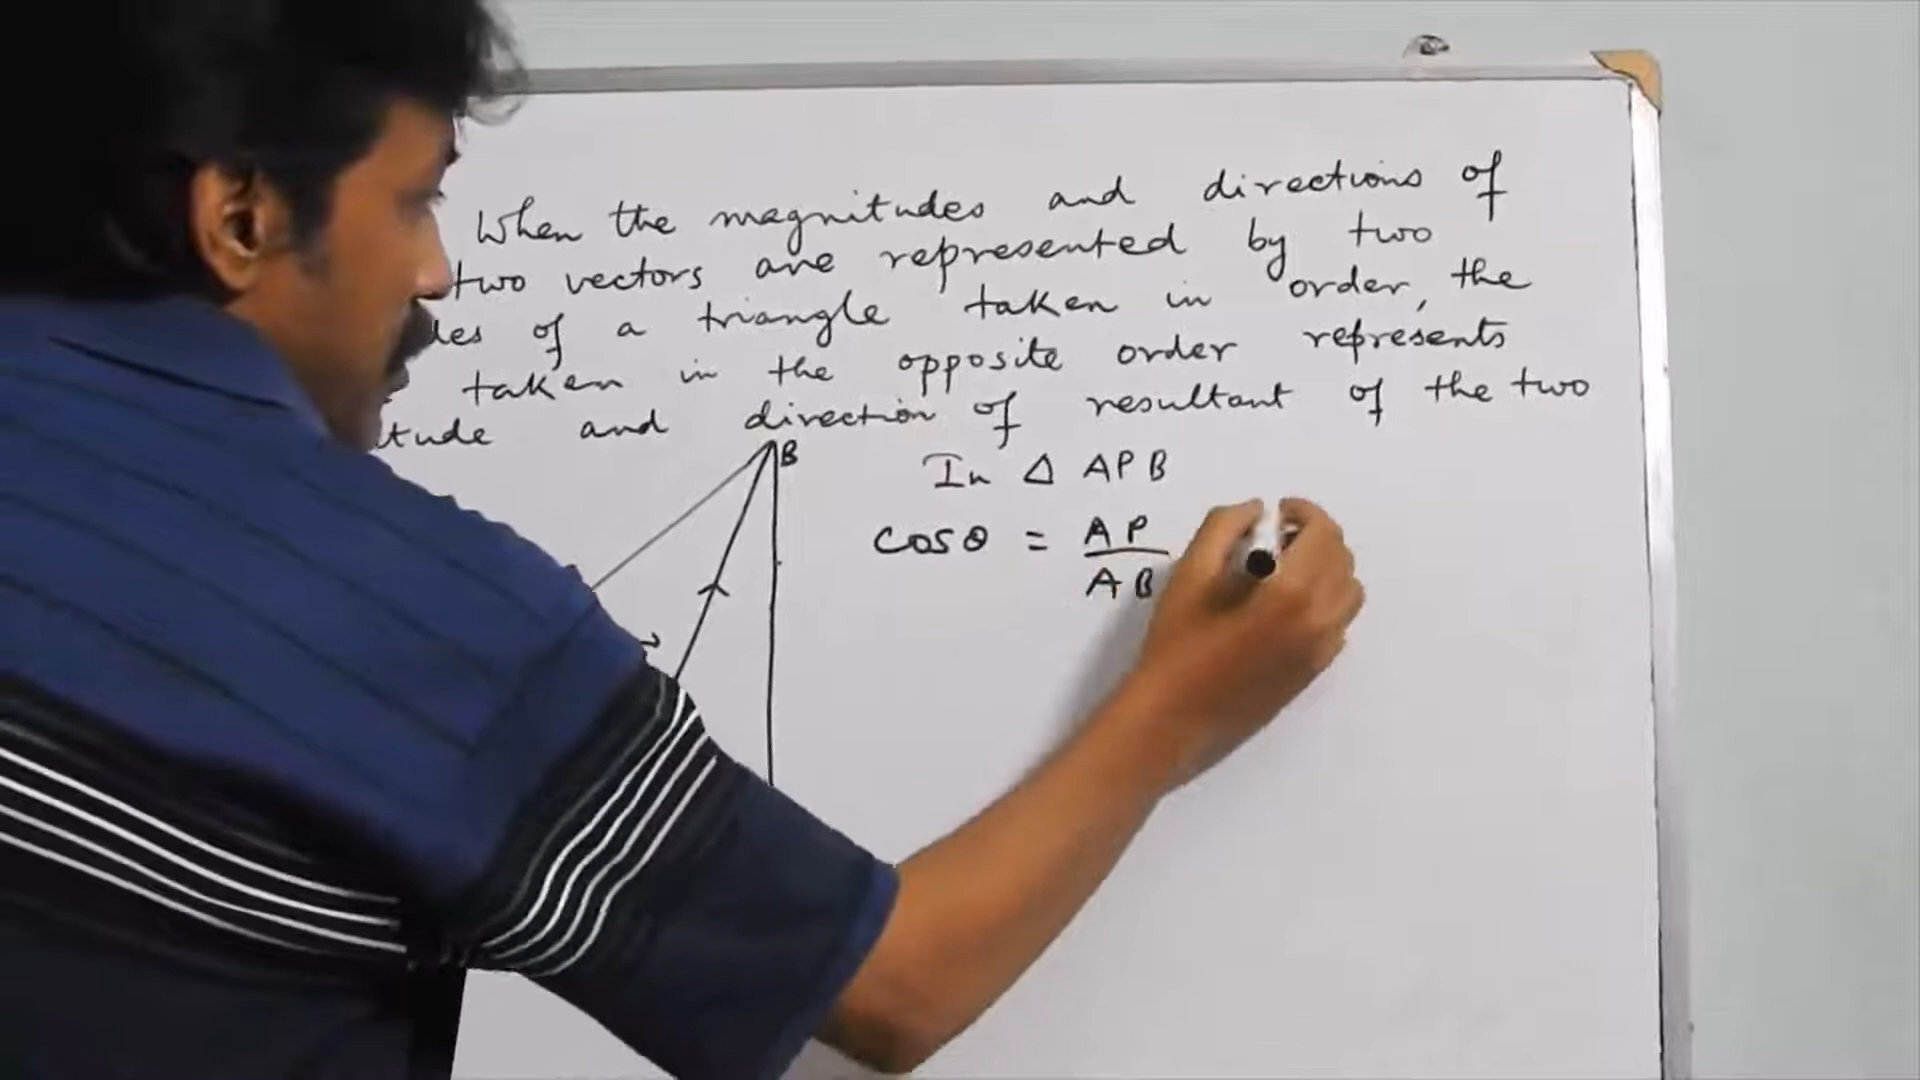 When the magnitudes and directions of
two vectors are represented by two
of a triangle taken in order, the
taken in the opposite order represents
and direction of resultant of the two
B
In Δ APB
cosθ = AP / AB